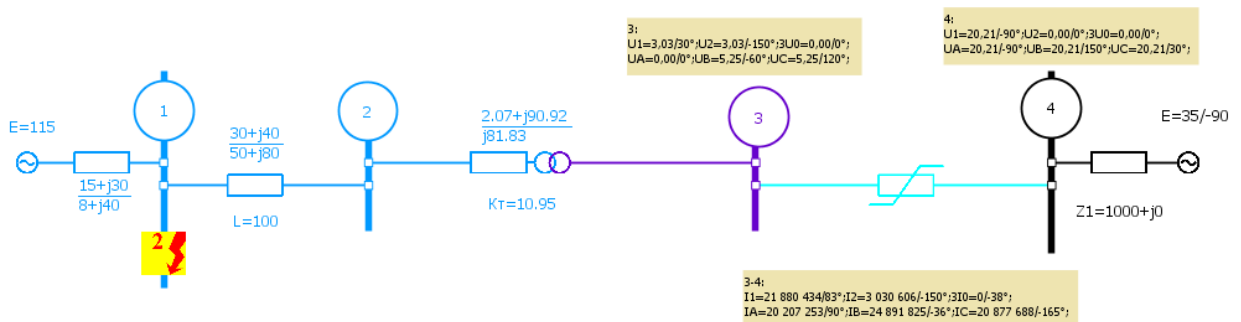 3:
U1=3,03/30°;U2=3,03/-150°;3U0=0,00/0°;
UA=0,00/0°;UB=5,25/-60°;UC=5,25/120°;
4:
U1=20,21/-90°;U2=0,00/0°;3U0=0,00/0°;
UA=20,21/-90°;UB=20,21/150°;UC=20,21/30°;
E=115
15+j30
8+j40
1
2
30+j40
50+j80
L=100
2
2.07+j90.92
j81.83
Кт=10.95
3
4
E=35/-90
Z1=1000+j0
3-4:
I1=21 880 434/83°;I2=3 030 606/-150°;3I0=0/-38°;
IA=20 207 253/90°;IB=24 891 825/-36°;IC=20 877 688/-165°;